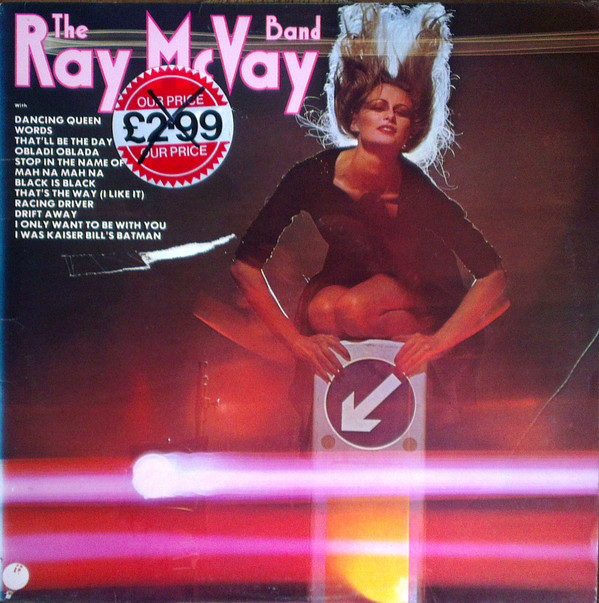 The Band
Ray McVay
With
DANCING QUEEN
WORDS
THAT'LL BE THE DAY
OBLADI OBLADA
STOP IN THE NAME OF
MAH NA MAH NA
BLACK IS BLACK
THAT'S THE WAY (I LIKE IT)
RACING DRIVER
DRIFT AWAY
I ONLY WANT TO BE WITH YOU
I WAS KAISER BILL'S BATMAN
OUR PRICE
£2.99
OUR PRICE